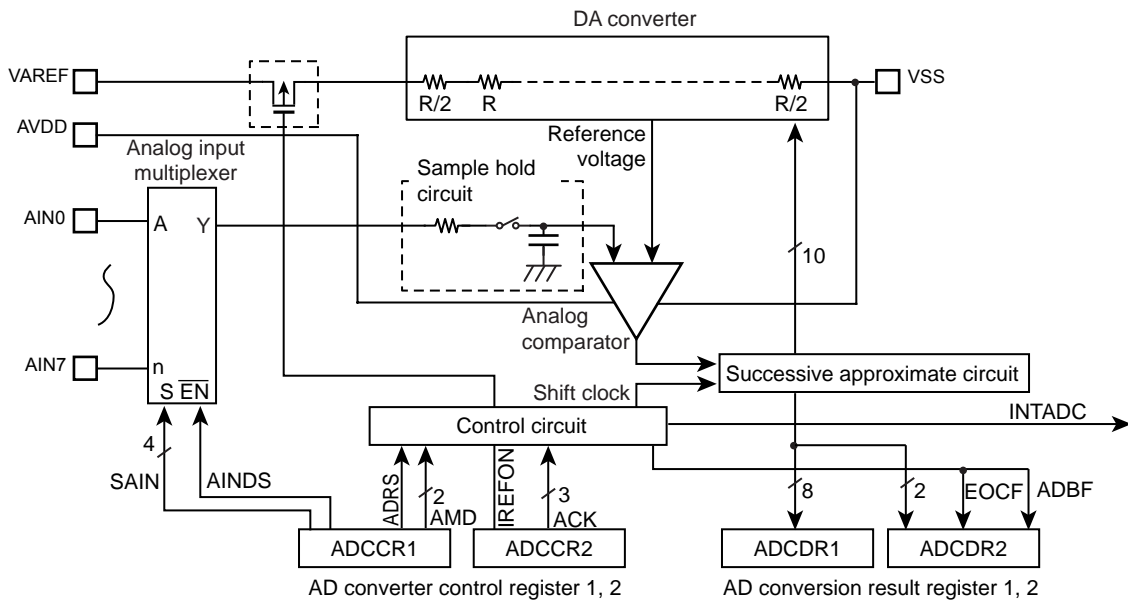 DA converter
VAREF
R/2
R
R/2
VSS
AVDD
Analog input
multiplexer
Reference
voltage
Sample hold
circuit
AIN0
A
Y
10
Analog
comparator
AIN7
n
S EN
Shift clock
Successive approximate circuit
INTADC
Control circuit
4
SAIN
AINDS
ADRS
2
AMD
IREFON
3
ACK
8
2
EOCF
ADBF
ADCCR1
ADCCR2
ADCDR1
ADCDR2
AD converter control register 1, 2
AD conversion result register 1, 2